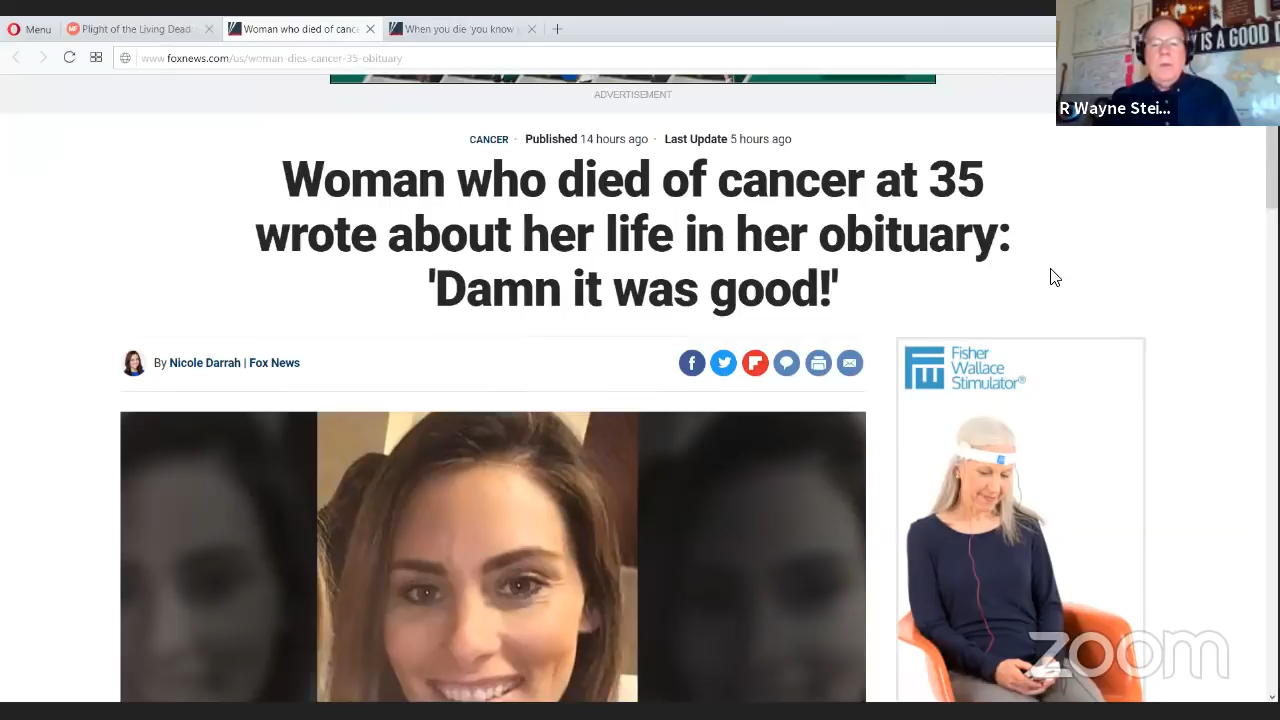 Menu
Plight of the Living Dead:
Woman who died of cance
When you die 'you know
www.foxnews.com/us/woman-dies-cancer-35-obituary
IS A GOOD
R Wayne Stei...
ADVERTISEMENT
CANCER · Published 14 hours ago · Last Update 5 hours ago
Woman who died of cancer at 35
wrote about her life in her obituary:
'Damn it was good!'
By Nicole Darrah | Fox News
Fisher
Wallace
Stimulator®
zoom